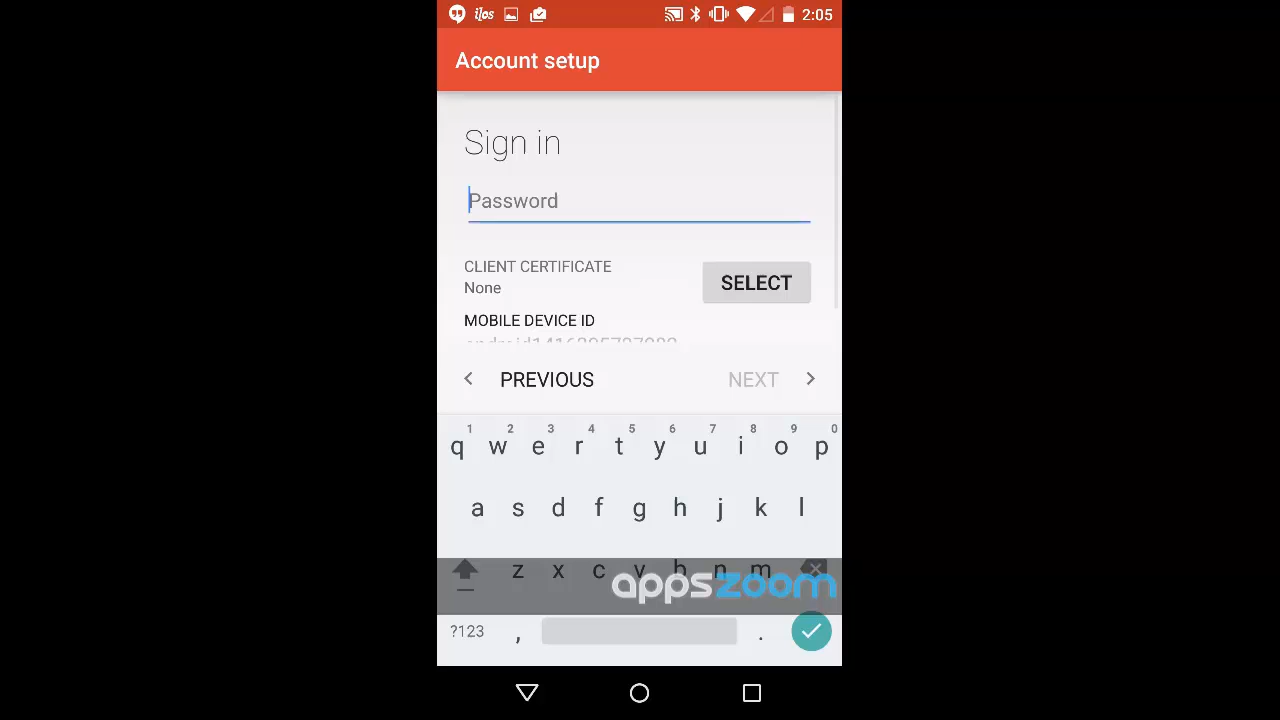 ilos 2:05
Account setup
Sign in
Password
CLIENT CERTIFICATE
None
SELECT
MOBILE DEVICE ID
PREVIOUS NEXT
1 2 3 4 5 6 7 8 9 0
q w e r t y u i o p
a s d f g h j k l
z x c v b n m
appszoom
?123 , .